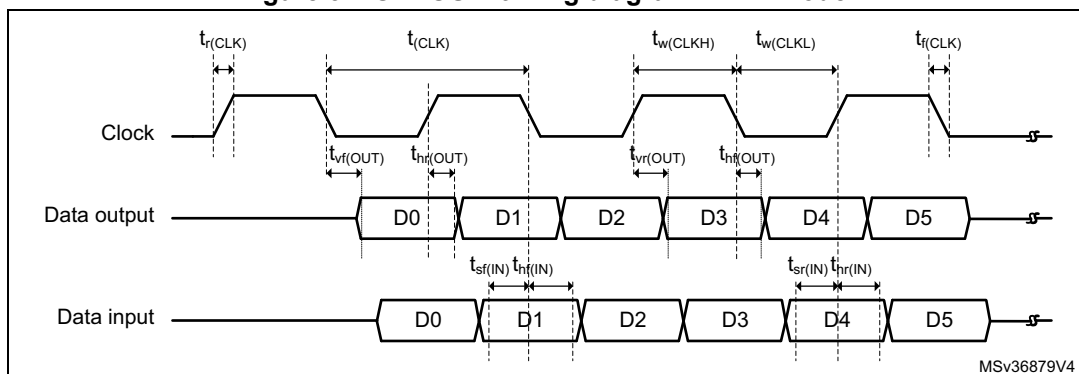 tr(CLK) t(CLK) tw(CLKH) tw(CLKL) tf(CLK)
Clock
tvf(OUT) thr(OUT) tvr(OUT) thf(OUT)
Data output D0 D1 D2 D3 D4 D5
tsf(IN) thf(IN) tsr(IN) thr(IN)
Data input D0 D1 D2 D3 D4 D5
MSv36879V4